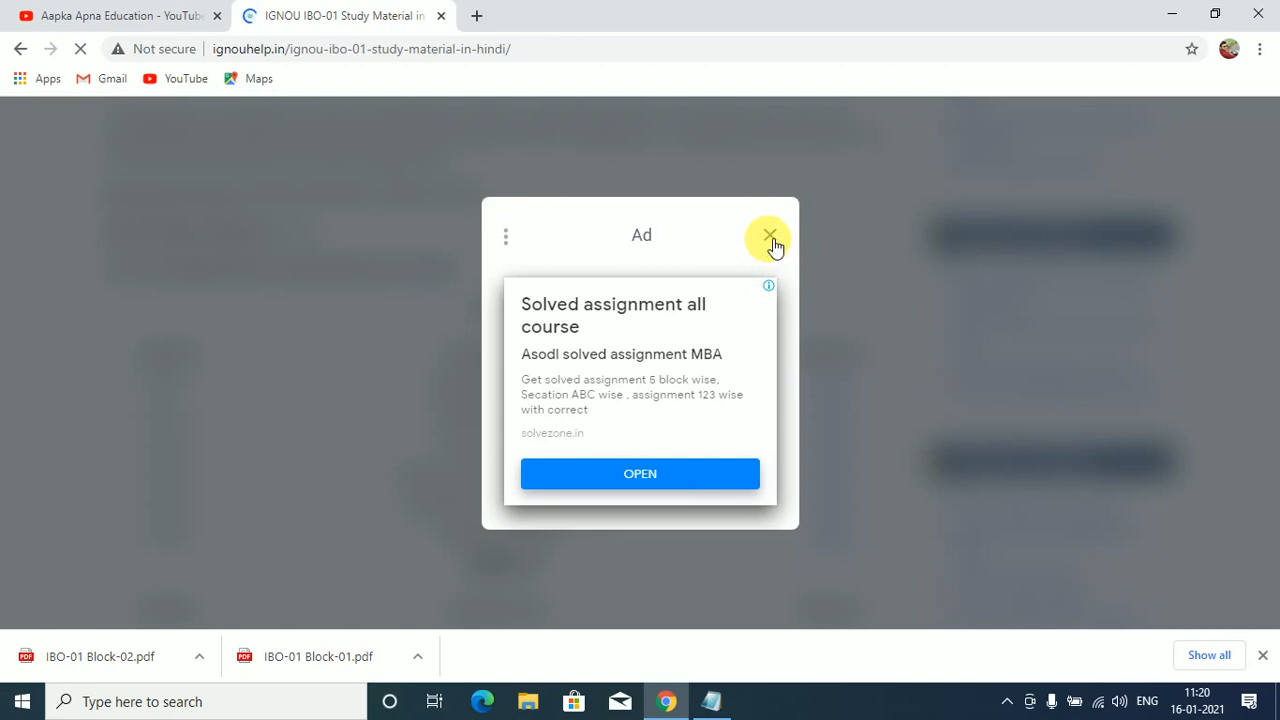 Aapka Apna Education - YouTube
IGNOU IBO-01 Study Material in
Not secure
ignouhelp.in/ignou-ibo-01-study-material-in-hindi/
Apps
Gmail
YouTube
Maps
Ad
Solved assignment all
course
Asodl solved assignment MBA
Get solved assignment 5 block wise,
Secation ABC wise , assignment 123 wise
with correct
solvezone.in
OPEN
IBO-01 Block-02.pdf
IBO-01 Block-01.pdf
Show all
Type here to search
ENG
11:20
16-01-2021